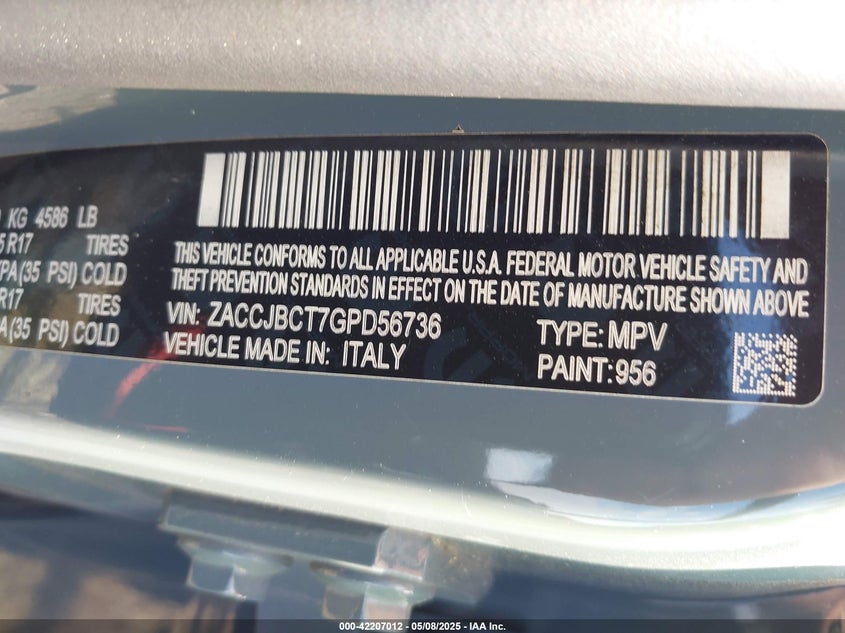 KG 4586 LB
R17 TIRES
(35 PSI) COLD
R17 TIRES
(35 PSI) COLD
THIS VEHICLE CONFORMS TO ALL APPLICABLE U.S.A. FEDERAL MOTOR VEHICLE SAFETY AND
THEFT PREVENTION STANDARDS IN EFFECT ON THE DATE OF MANUFACTURE SHOWN ABOVE
VIN: ZACCJBCT7GPD56736 TYPE: MPV
VEHICLE MADE IN: ITALY PAINT: 956
000-42207012 - 05/08/2025 - IAA Inc.